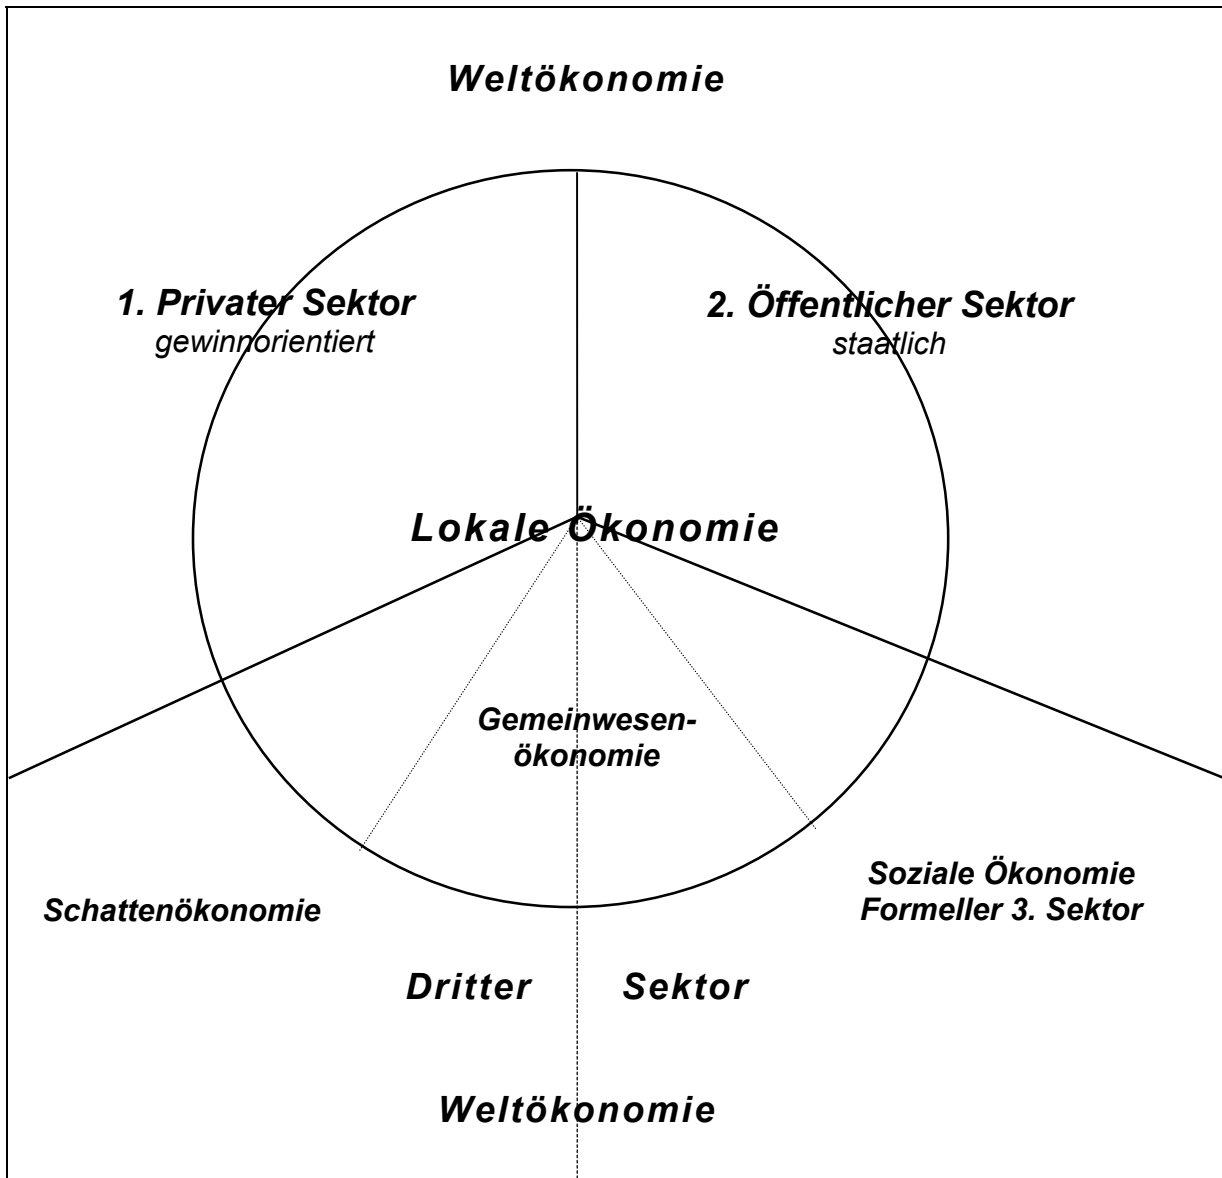 Weltökonomie
1. Privater Sektor
gewinnorientiert
2. Öffentlicher Sektor
staatlich
Lokale Ökonomie
Gemeinwesen-
ökonomie
Schattenökonomie
Soziale Ökonomie
Formeller 3. Sektor
Dritter Sektor
Weltökonomie